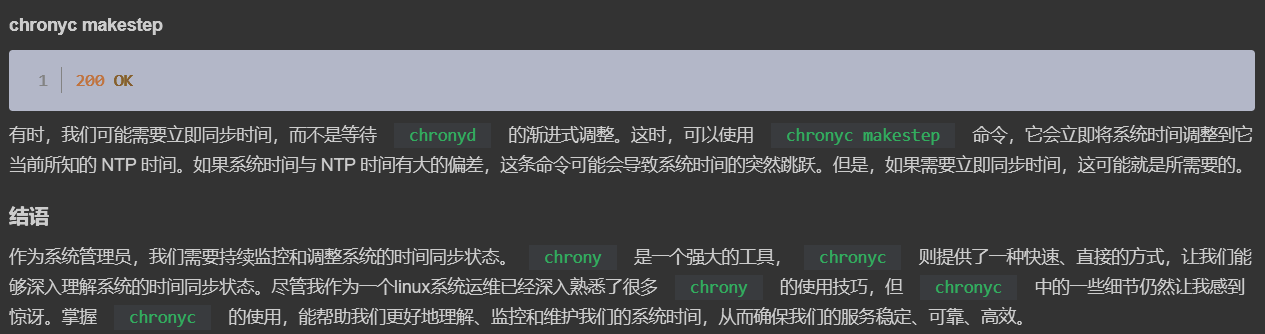 chronyc makestep
1 200 OK
有时，我们可能需要立即同步时间，而不是等待 chronyd 的渐进式调整。这时，可以使用 chronyc makestep 命令，它会立即将系统时间调整到它
当前所知的 NTP 时间。如果系统时间与 NTP 时间有大的偏差，这条命令可能会导致系统时间的突然跳跃。但是，如果需要立即同步时间，这可能就是所需要的。
结语
作为系统管理员，我们需要持续监控和调整系统的时间同步状态。 chrony 是一个强大的工具， chronyc 则提供了一种快速、直接的方式，让我们能
够深入理解系统的时间同步状态。尽管我作为一个linux系统运维已经深入熟悉了很多 chrony 的使用技巧，但 chronyc 中的一些细节仍然让我感到
惊讶。掌握 chronyc 的使用，能帮助我们更好地理解、监控和维护我们的系统时间，从而确保我们的服务稳定、可靠、高效。